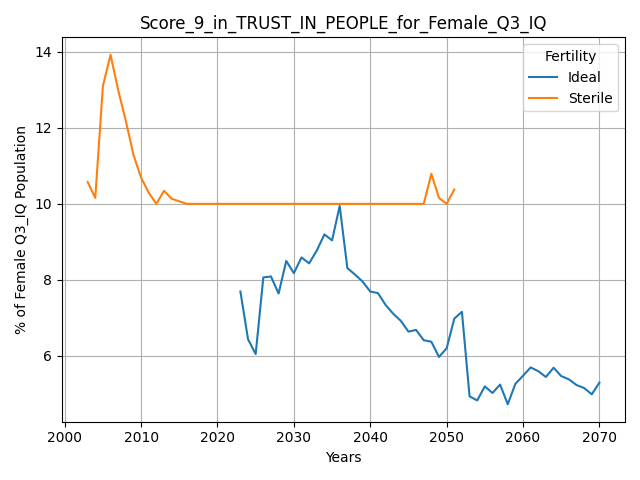 Score_9_in_TRUST_IN_PEOPLE_for_Female_Q3_IQ
Fertility
Ideal
Sterile
% of Female Q3_IQ Population
14
12
10
8
6
2000 2010 2020 2030 2040 2050 2060 2070
Years